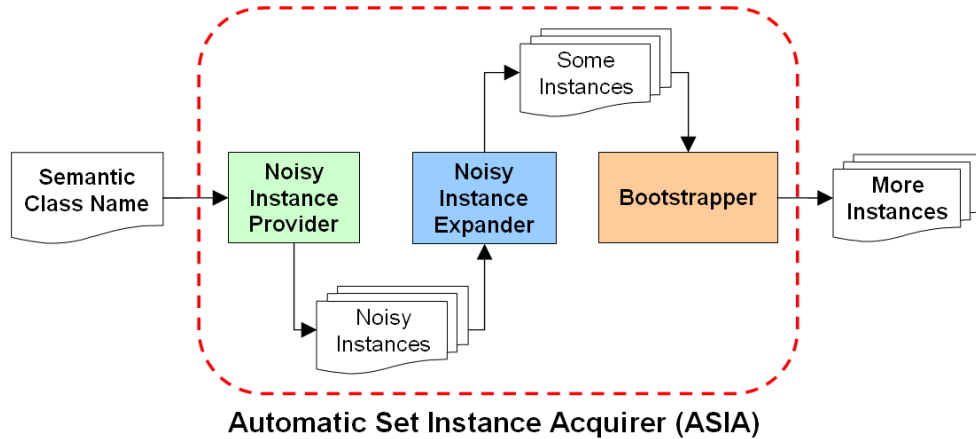 Semantic
Class Name
Noisy
Instance
Provider
Noisy
Instances
Noisy
Instance
Expander
Some
Instances
Bootstrapper
More
Instances
Automatic Set Instance Acquirer (ASIA)